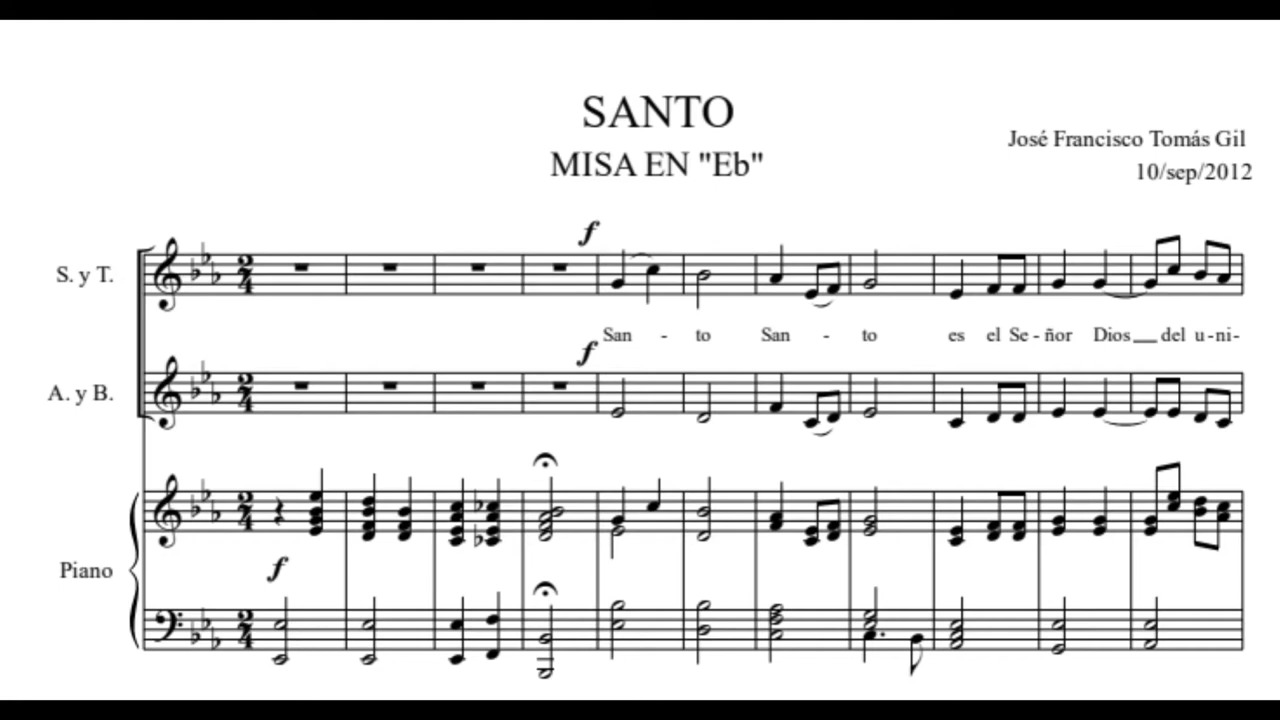 SANTO
MISA EN "Eb"
José Francisco Tomás Gil
10/sep/2012
f
S. y T.
San - to San - to es el Se - ñor Dios del u - ni -
f
A. y B.
f
Piano